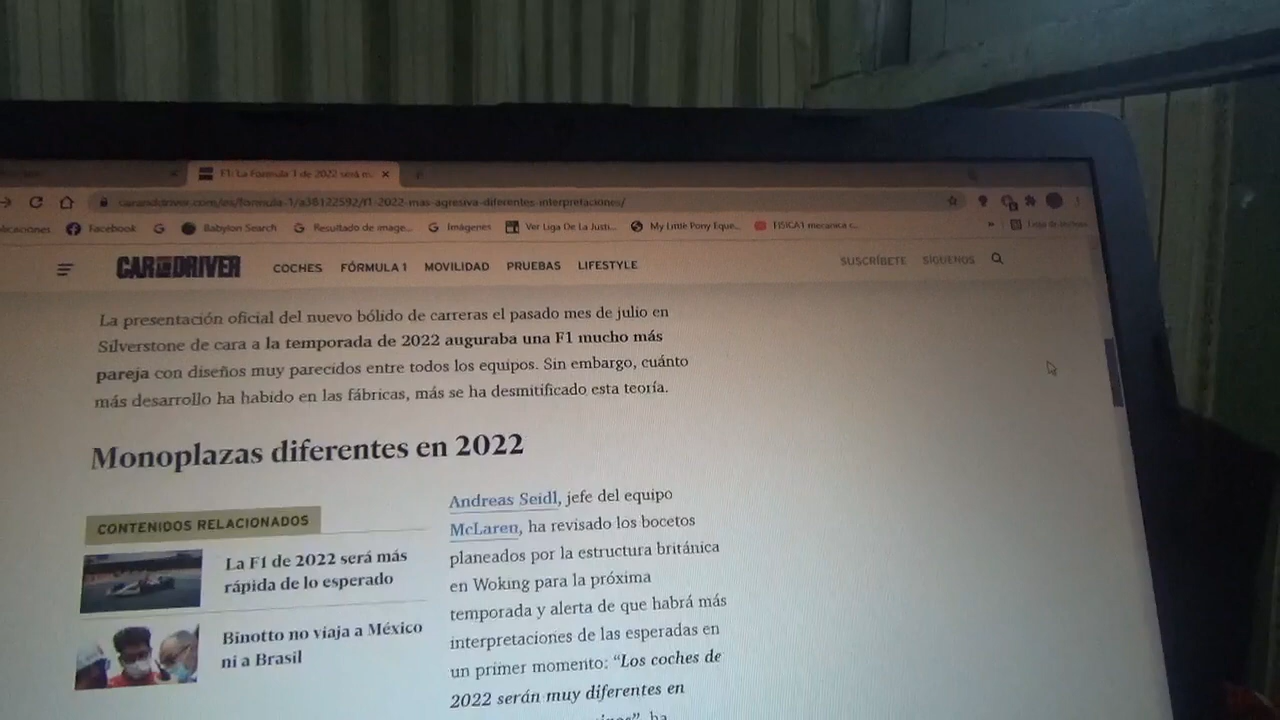 F1: La Formula 1 de 2022 será m
caranddriver.com/es/formula-1/a38122592/f1-2022-mas-agresiva-diferentes-interpretaciones/
licaciones Facebook Babylon Search Resultado de image... Imágenes Ver Liga De La Justi... My Little Pony Eque... FISICA1 mecanica c...
CAR AND DRIVER COCHES FÓRMULA 1 MOVILIDAD PRUEBAS LIFESTYLE SUSCRÍBETE SÍGUENOS
La presentación oficial del nuevo bólido de carreras el pasado mes de julio en
Silverstone de cara a la temporada de 2022 auguraba una F1 mucho más
pareja con diseños muy parecidos entre todos los equipos. Sin embargo, cuánto
más desarrollo ha habido en las fábricas, más se ha desmitificado esta teoría.
Monoplazas diferentes en 2022
CONTENIDOS RELACIONADOS
La F1 de 2022 será más
rápida de lo esperado
Binotto no viaja a México
ni a Brasil
Andreas Seidl, jefe del equipo
McLaren, ha revisado los bocetos
planeados por la estructura británica
en Woking para la próxima
temporada y alerta de que habrá más
interpretaciones de las esperadas en
un primer momento: “Los coches de
2022 serán muy diferentes en
ha